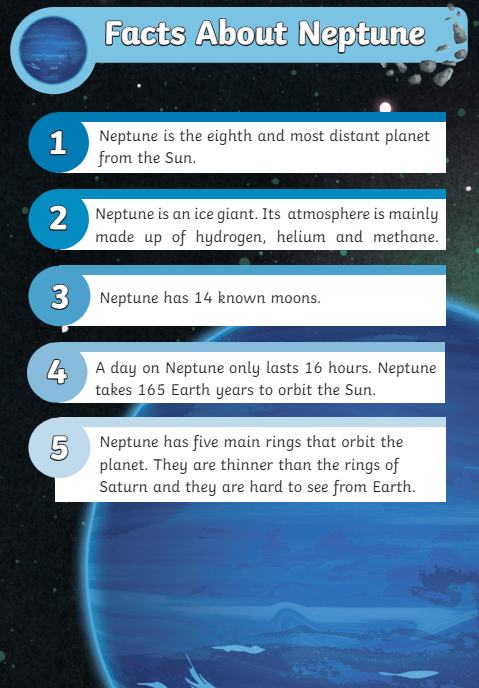 Facts About Neptune
1
Neptune is the eighth and most distant planet
from the Sun.
2
Neptune is an ice giant. Its atmosphere is mainly
made up of hydrogen, helium and methane.
3
Neptune has 14 known moons.
4
A day on Neptune only lasts 16 hours. Neptune
takes 165 Earth years to orbit the Sun.
5
Neptune has five main rings that orbit the
planet. They are thinner than the rings of
Saturn and they are hard to see from Earth.